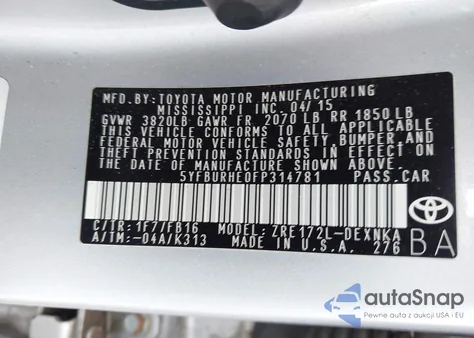 MFD.BY: TOYOTA MOTOR MANUFACTURING
MISSISSIPPI INC. 04/15
GVWR 3820LB GAWR FR. 2070 LB RR 1850LB
THIS VEHICLE CONFORMS TO ALL APPLICABLE
FEDERAL MOTOR VEHICLE SAFETY, BUMPER, AND
THEFT PREVENTION STANDARDS IN EFFECT ON
THE DATE OF MANUFACTURE SHOWN ABOVE.
5YFBURHE0FP314781 PASS.CAR
C/TR: 1F7/FB16 MODEL: ZRE172L-DEXNKA
A/TM:-04A/K313 MADE IN U.S.A. 276
TOYOTA
BA
autoSnap
Pewne auta z aukcji USA i EU